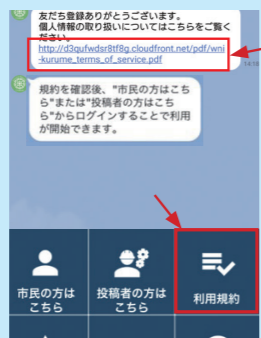 友だち登録ありがとうございます。
個人情報の取り扱いについてはこちらをご覧く
ださい。
http://d3qufwdsr8tf8g.cloudfront.net/pdf/wni
-kurume_terms_of_service.pdf
14:18
規約を確認後、"市民の方はこち
ら"または"投稿者の方はこち
ら"からログインすることで利用
が開始できます。
市民の方は
こちら
投稿者の方は
こちら
利用規約